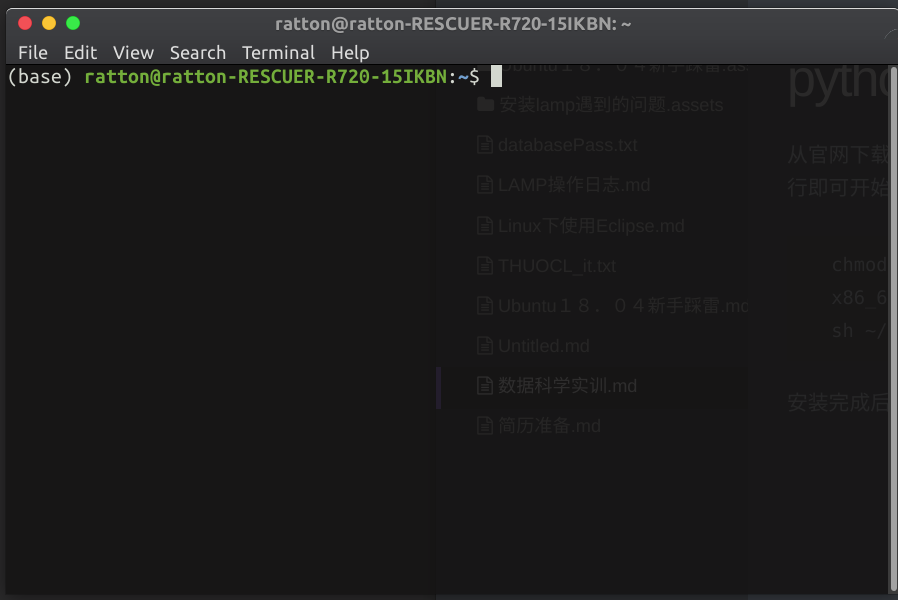 ratton@ratton-RESCUER-R720-15IKBN: ~
File Edit View Search Terminal Help
(base) ratton@ratton-RESCUER-R720-15IKBN:~$
Ubuntu１８．０４新手踩雷.as
安装lamp遇到的问题.assets
databasePass.txt
LAMP操作日志.md
Linux下使用Eclipse.md
THUOCL_it.txt
Ubuntu１８．０４新手踩雷.md
Untitled.md
数据科学实训.md
简历准备.md
pytho
从官网下载
行即可开始
chmod
x86_6
sh ~/
安装完成后